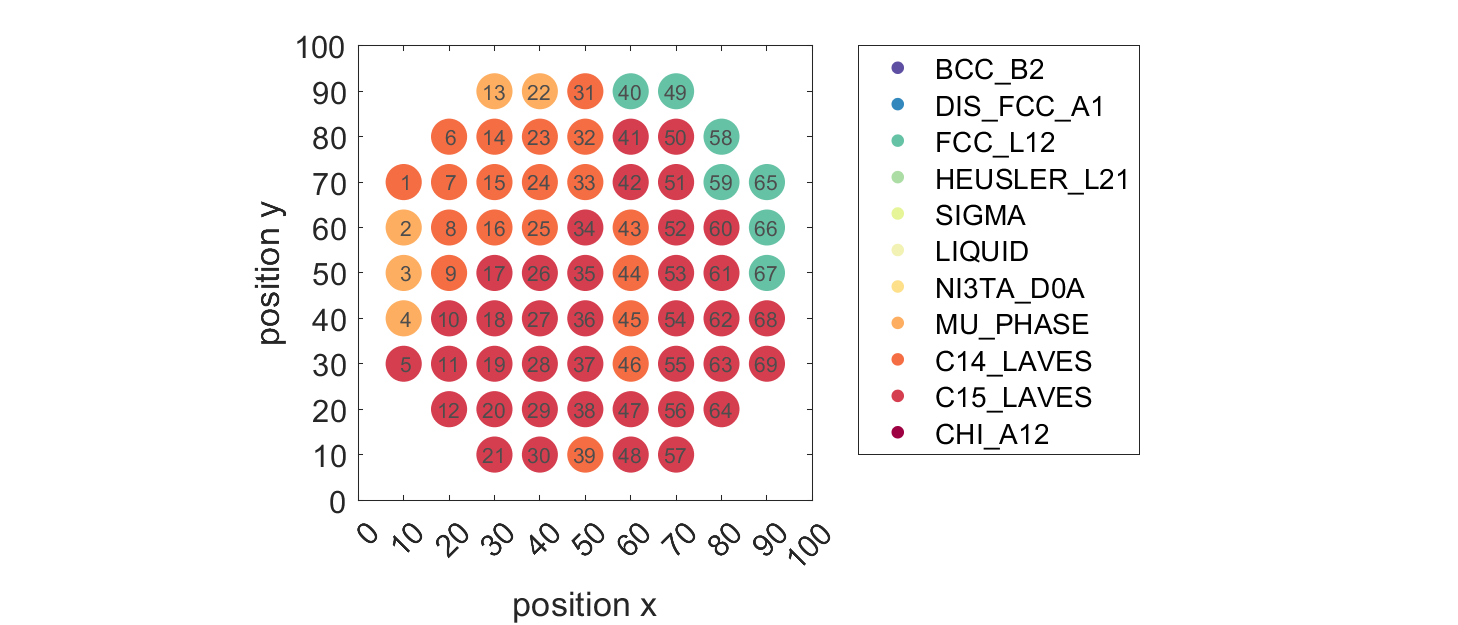 100
90
80
70
60
50
40
30
20
10
0
position y
13 22 31 40 49
6 14 23 32 41 50 58
1 7 15 24 33 42 51 59 65
2 8 16 25 34 43 52 60 66
3 9 17 26 35 44 53 61 67
4 10 18 27 36 45 54 62 68
5 11 19 28 37 46 55 63 69
12 20 29 38 47 56 64
21 30 39 48 57
0 10 20 30 40 50 60 70 80 90 100
position x
BCC_B2
DIS_FCC_A1
FCC_L12
HEUSLER_L21
SIGMA
LIQUID
NI3TA_D0A
MU_PHASE
C14_LAVES
C15_LAVES
CHI_A12